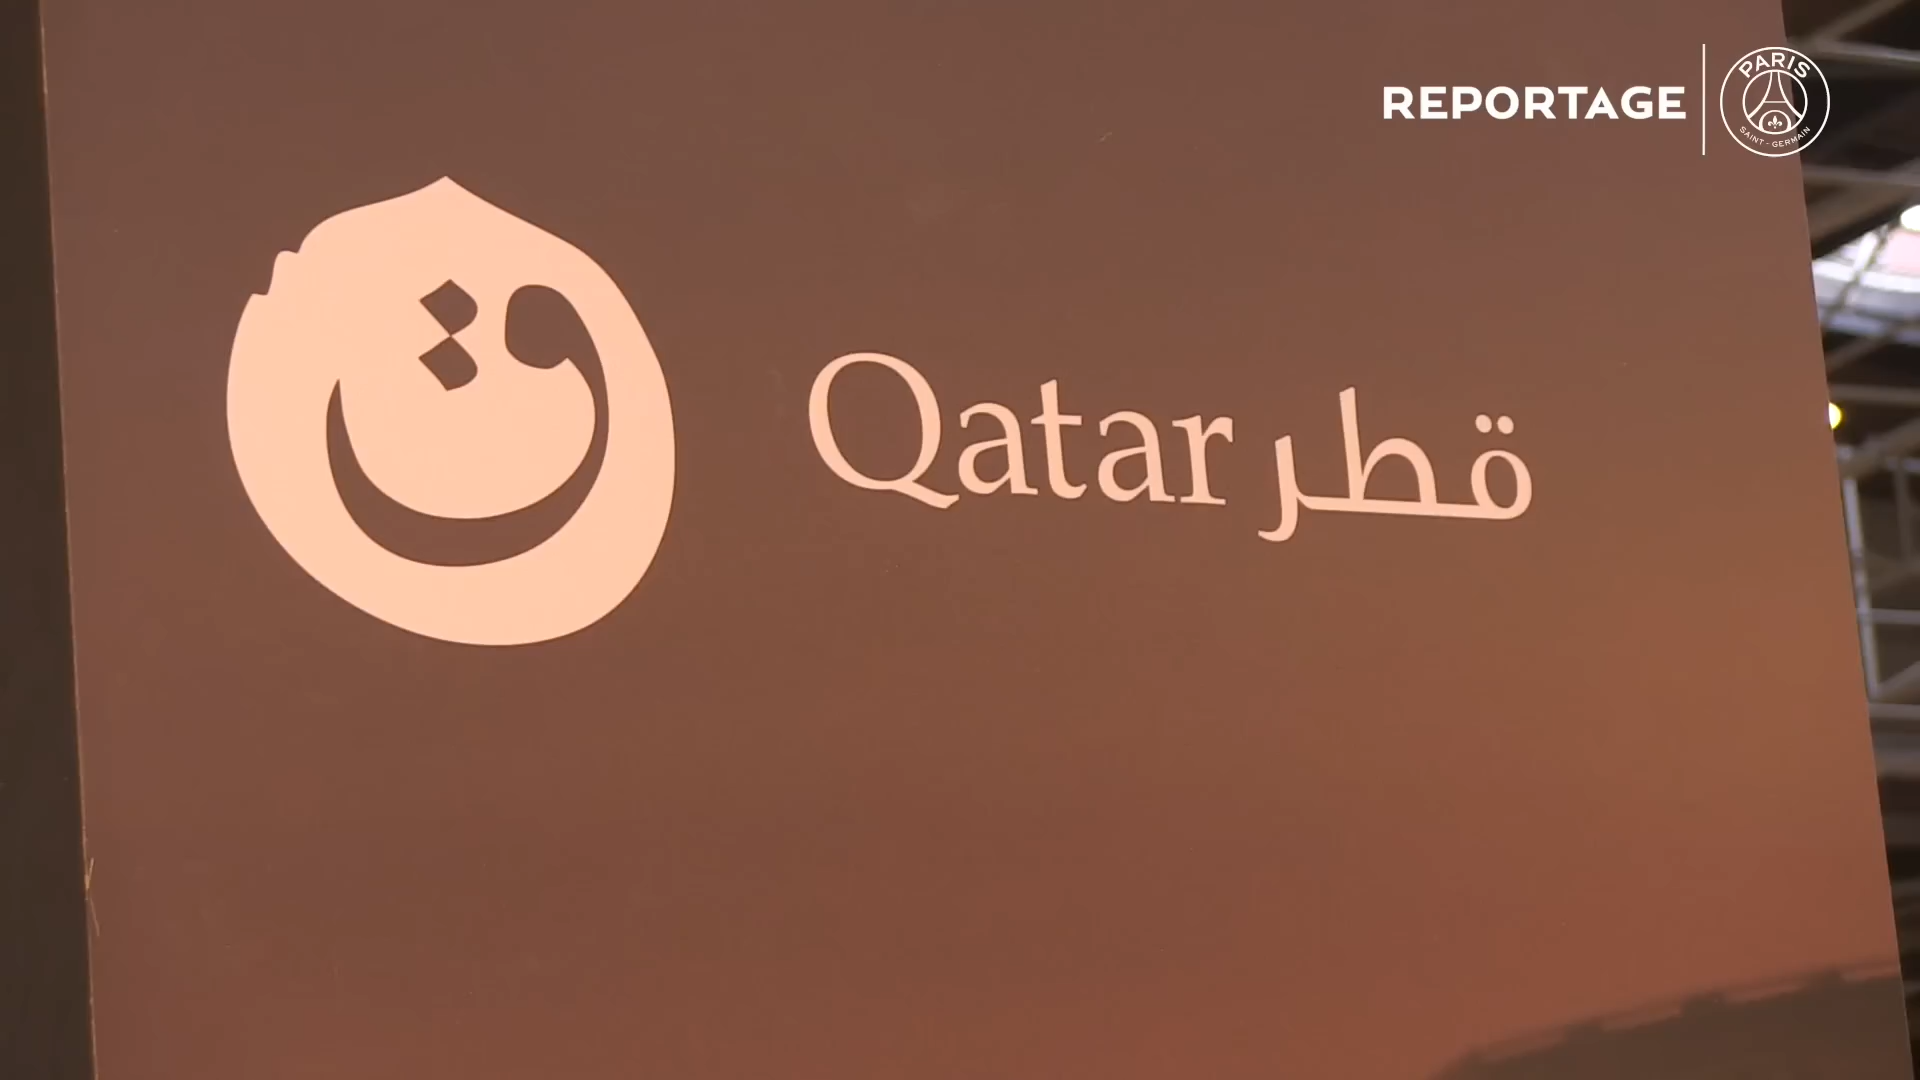 REPORTAGE
PARIS
SAINT-GERMAIN
ق
Qatar قطر